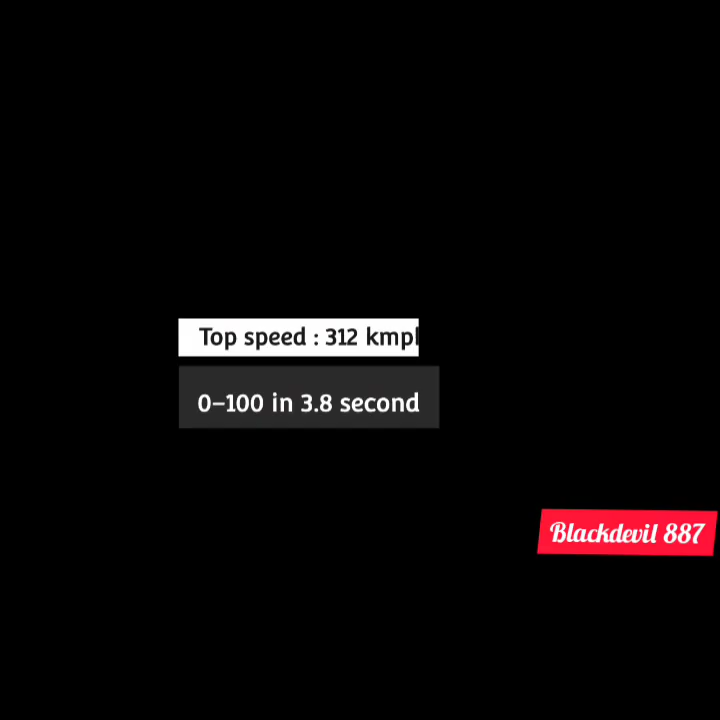 Top speed : 312 kmpl
0–100 in 3.8 second
Blackdevil 887